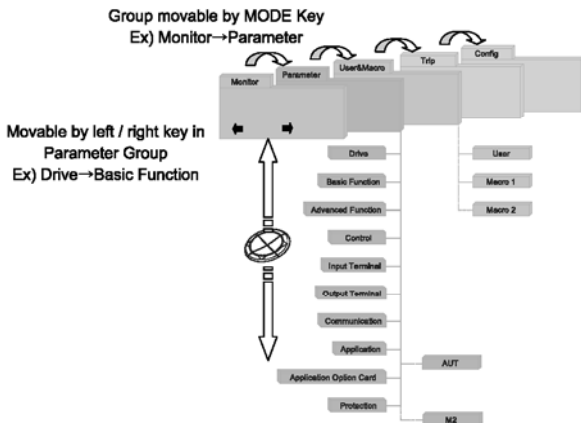 Group movable by MODE Key
Ex) Monitor→Parameter
Monitor
Parameter
User&Macro
Trip
Config
Movable by left / right key in
Parameter Group
Ex) Drive→Basic Function
Drive
Basic Function
Advanced Function
Control
Input Terminal
Output Terminal
Communication
Application
Application Option Card
Protection
User
Macro 1
Macro 2
AUT
M2